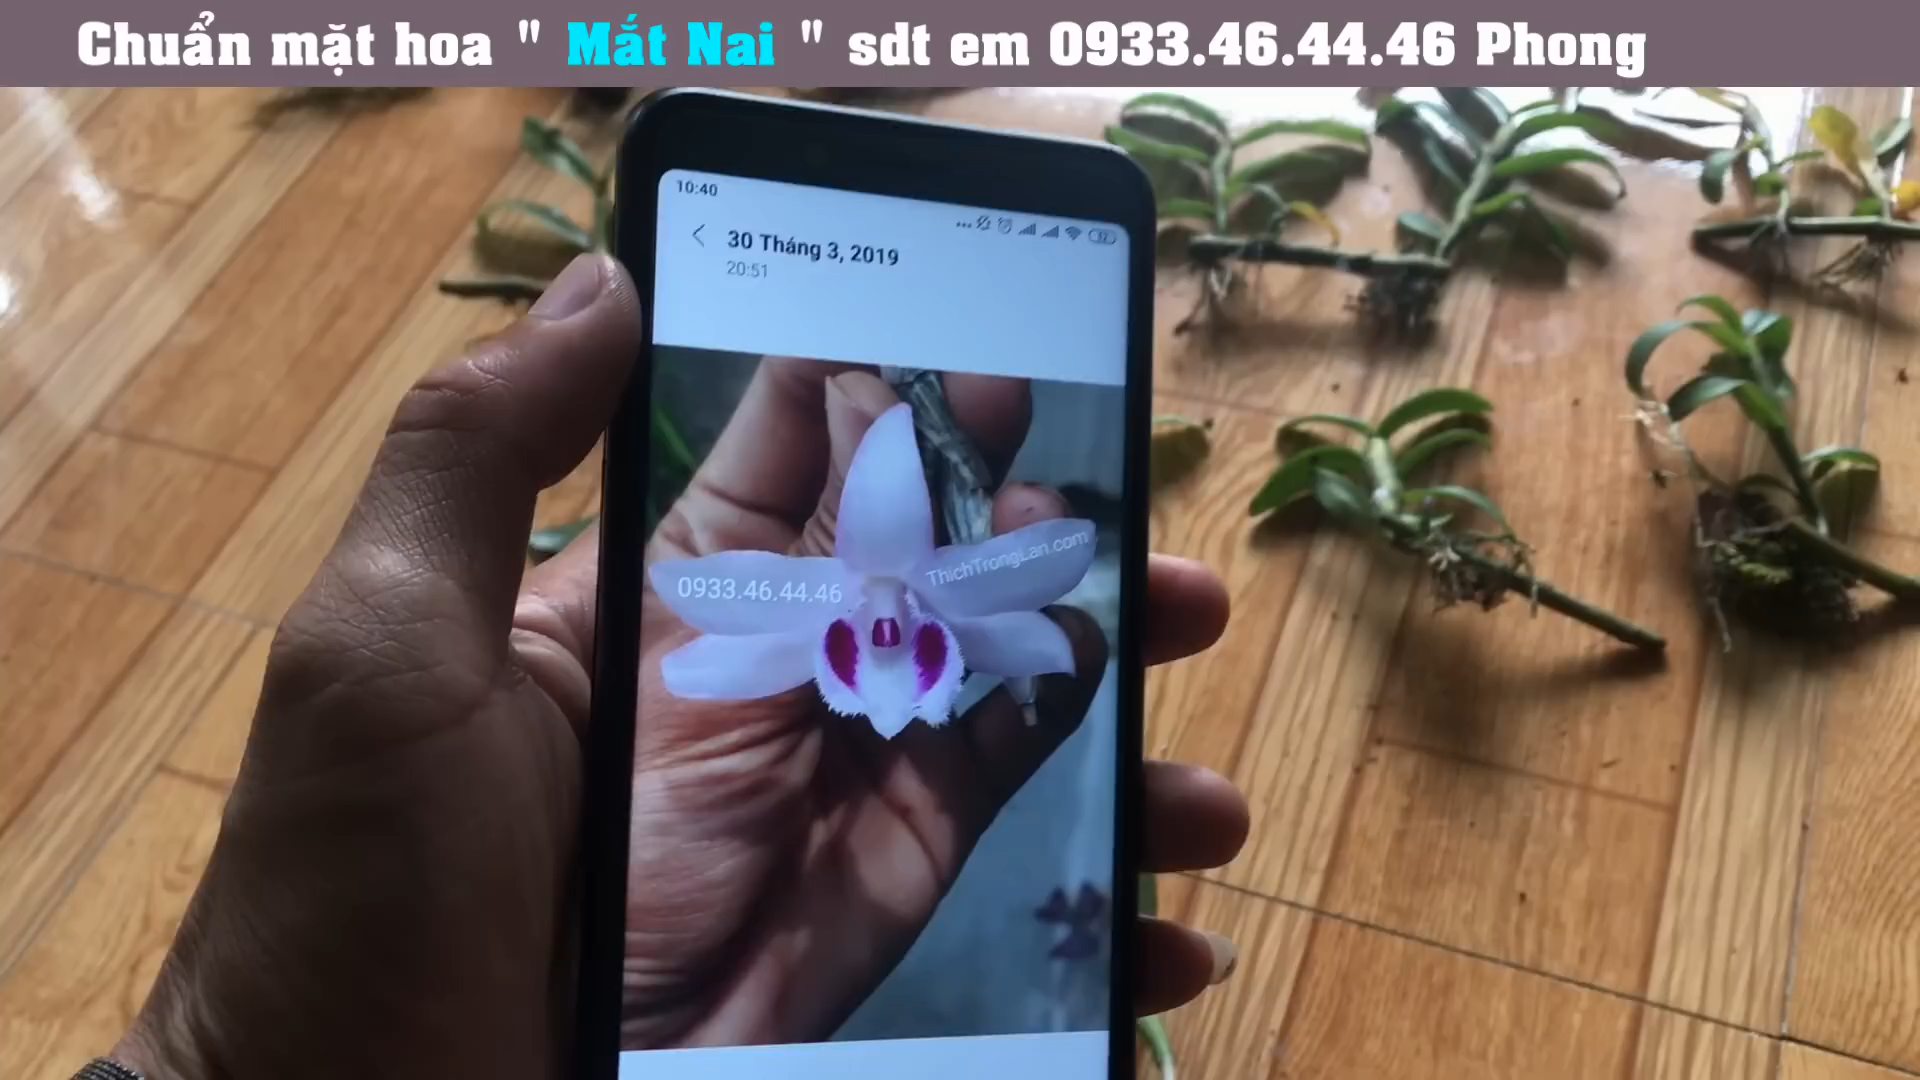 Chuẩn mặt hoa " Mắt Nai " sdt em 0933.46.44.46 Phong
10:40
52
30 Tháng 3, 2019
20:51
ThichTrongLan.com
0933.46.44.46